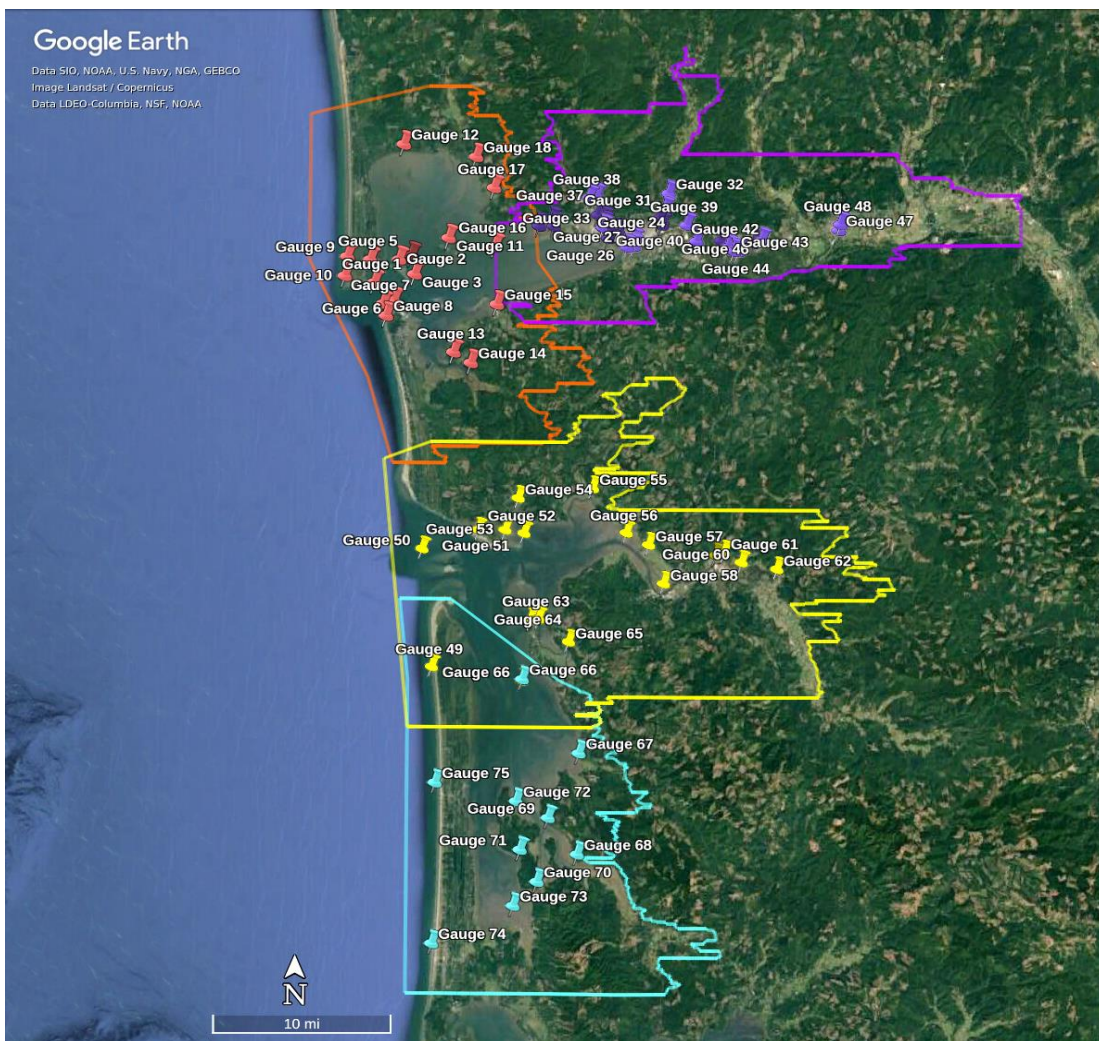 Google Earth
Data SIO, NOAA, U.S. Navy, NGA, GEBCO
Image Landsat / Copernicus
Data LDEO-Columbia, NSF, NOAA
Gauge 12
Gauge 18
Gauge 17
Gauge 38
Gauge 32
Gauge 37
Gauge 31
Gauge 48
Gauge 33
Gauge 24
Gauge 39
Gauge 47
Gauge 16
Gauge 42
Gauge 9
Gauge 5
Gauge 11
Gauge 27
Gauge 40
Gauge 46
Gauge 43
Gauge 1
Gauge 2
Gauge 26
Gauge 44
Gauge 10
Gauge 3
Gauge 7
Gauge 15
Gauge 6
Gauge 8
Gauge 13
Gauge 14
Gauge 55
Gauge 54
Gauge 52
Gauge 56
Gauge 53
Gauge 50
Gauge 51
Gauge 57
Gauge 61
Gauge 60
Gauge 62
Gauge 58
Gauge 63
Gauge 64
Gauge 65
Gauge 49
Gauge 66
Gauge 66
Gauge 67
Gauge 75
Gauge 72
Gauge 69
Gauge 71
Gauge 68
Gauge 70
Gauge 73
Gauge 74
N
10 mi